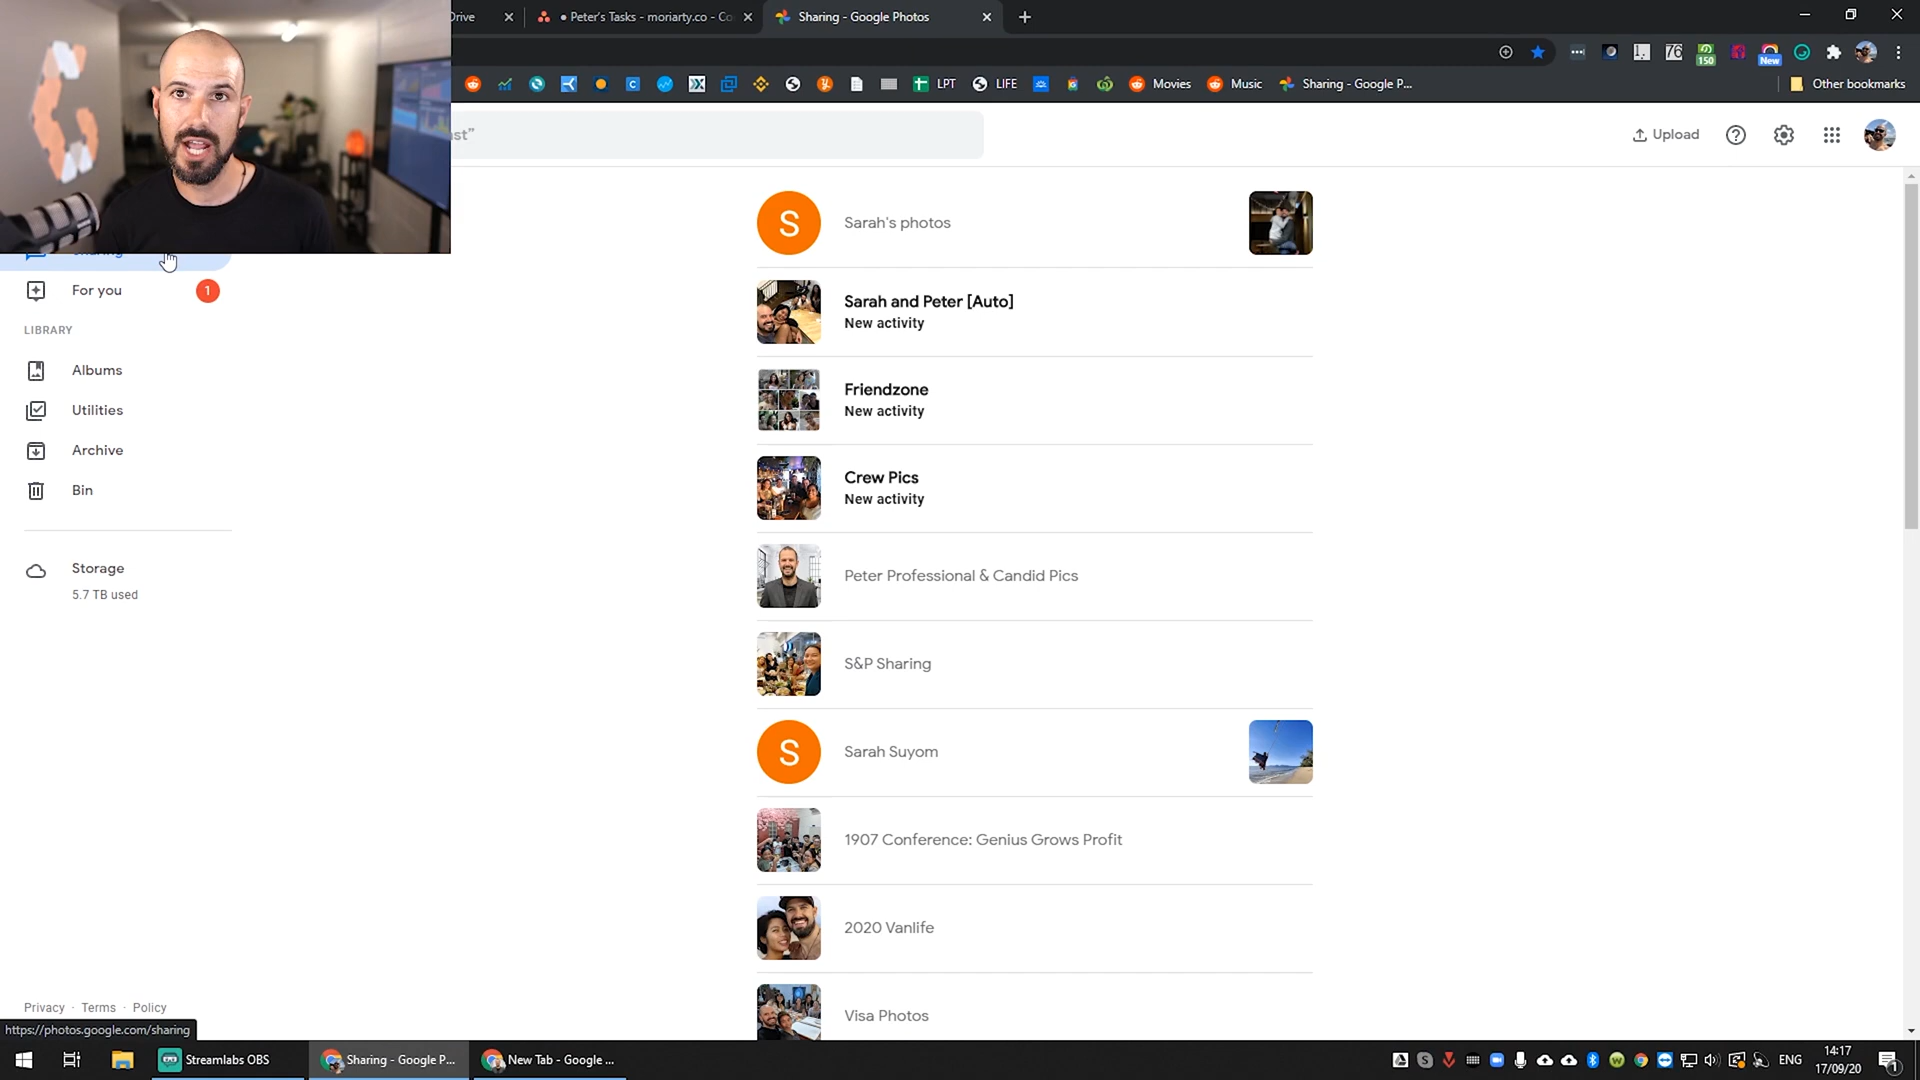 Drive
Peter's Tasks - moriarty.co - Co
Sharing - Google Photos
76
150
New
LPT
LIFE
Movies
Music
Sharing - Google P...
Other bookmarks
st"
Upload
Sharing
For you
1
LIBRARY
Albums
Utilities
Archive
Bin
Storage
5.7 TB used
S
Sarah's photos
Sarah and Peter [Auto]
New activity
Friendzone
New activity
Crew Pics
New activity
Peter Professional & Candid Pics
S&P Sharing
S
Sarah Suyom
1907 Conference: Genius Grows Profit
2020 Vanlife
Visa Photos
Privacy · Terms · Policy
https://photos.google.com/sharing
Streamlabs OBS
Sharing - Google P...
New Tab - Google ...
ENG
14:17
17/09/20